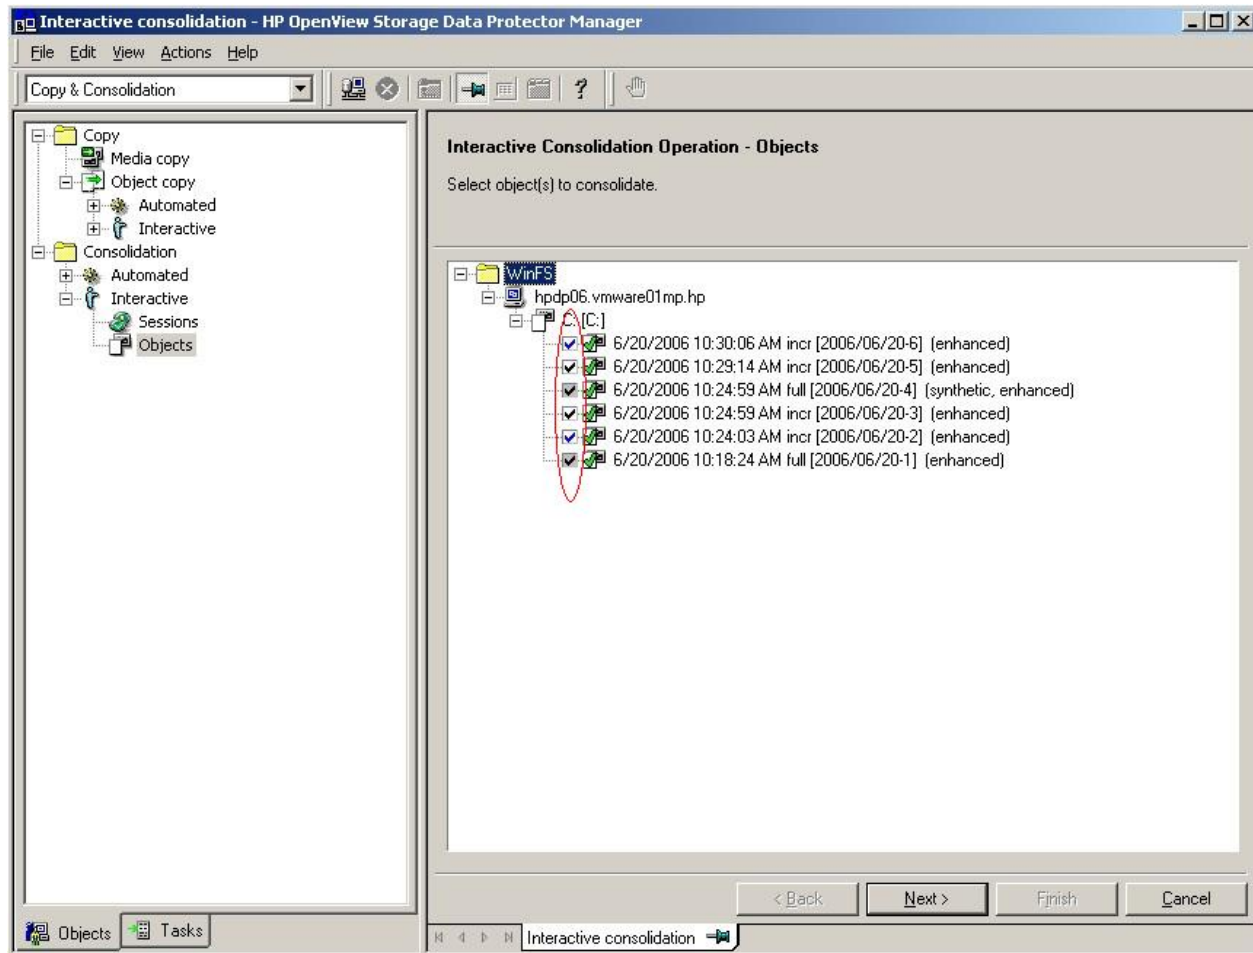 Interactive consolidation - HP OpenView Storage Data Protector Manager
File Edit View Actions Help
Copy & Consolidation
Copy
Media copy
Object copy
Automated
Interactive
Consolidation
Automated
Interactive
Sessions
Objects
Interactive Consolidation Operation - Objects
Select object(s) to consolidate.
WinFS
hpdp06.vmware01mp.hp
C: [C:]
6/20/2006 10:30:06 AM incr [2006/06/20-6] (enhanced)
6/20/2006 10:29:14 AM incr [2006/06/20-5] (enhanced)
6/20/2006 10:24:59 AM full [2006/06/20-4] (synthetic, enhanced)
6/20/2006 10:24:59 AM incr [2006/06/20-3] (enhanced)
6/20/2006 10:24:03 AM incr [2006/06/20-2] (enhanced)
6/20/2006 10:18:24 AM full [2006/06/20-1] (enhanced)
< Back Next > Finish Cancel
Objects Tasks
Interactive consolidation